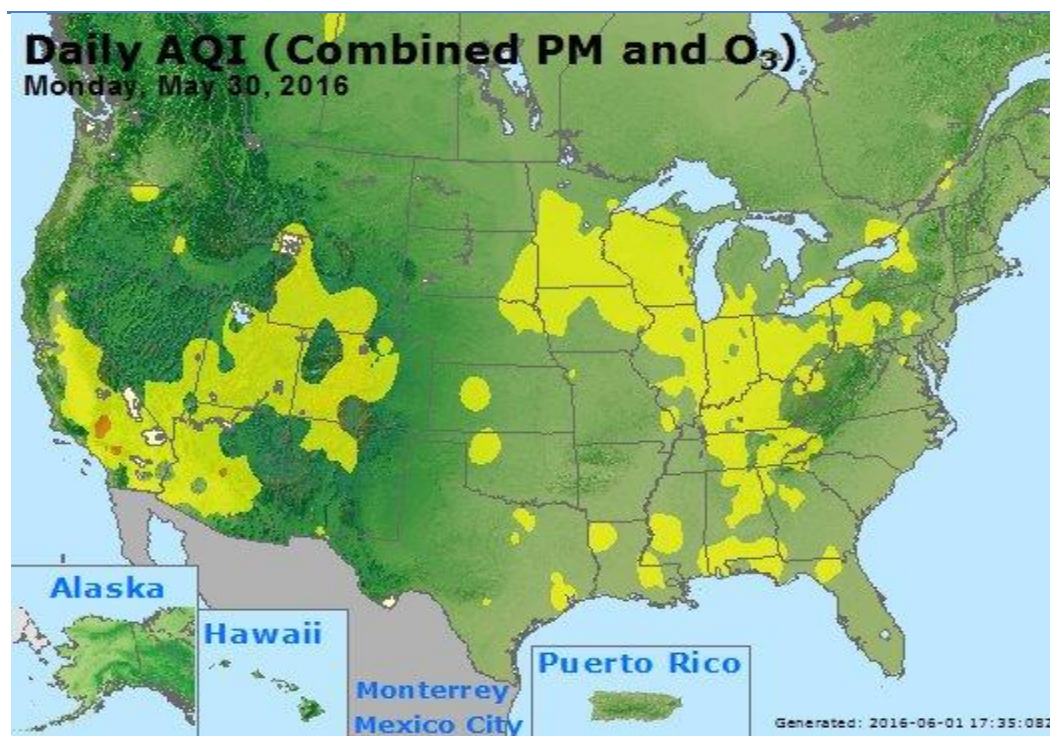 Daily AQI (Combined PM and O₃)
Monday, May 30, 2016
Alaska
Hawaii
Monterrey
Mexico City
Puerto Rico
Generated: 2016-06-01 17:35:08Z